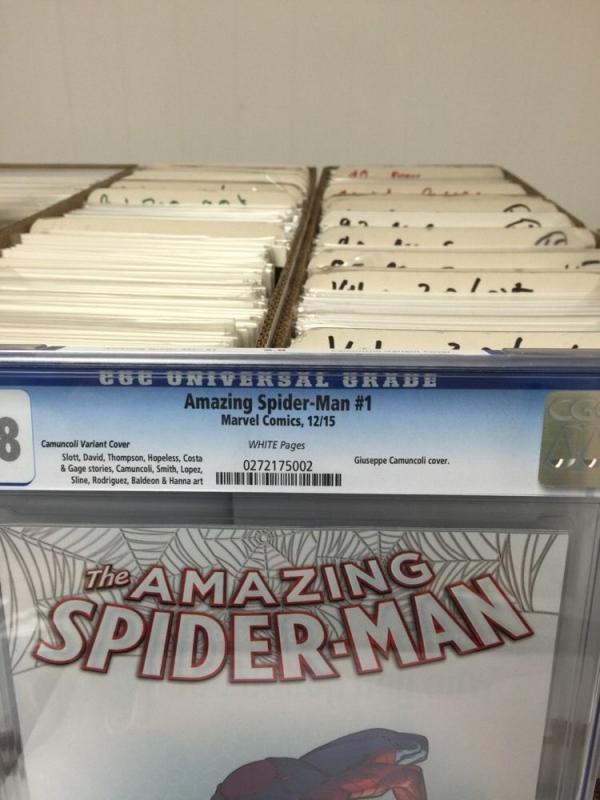 CGC UNIVERSAL GRADE
Amazing Spider-Man #1
Marvel Comics, 12/15
8
Camuncoli Variant Cover
WHITE Pages
Slott, David, Thompson, Hopeless, Costa
& Gage stories, Camuncoli, Smith, Lopez,
Sline, Rodriguez, Baldeon & Hanna art
0272175002
Giuseppe Camuncoli cover.
CGC
The AMAZING
SPIDER-MAN